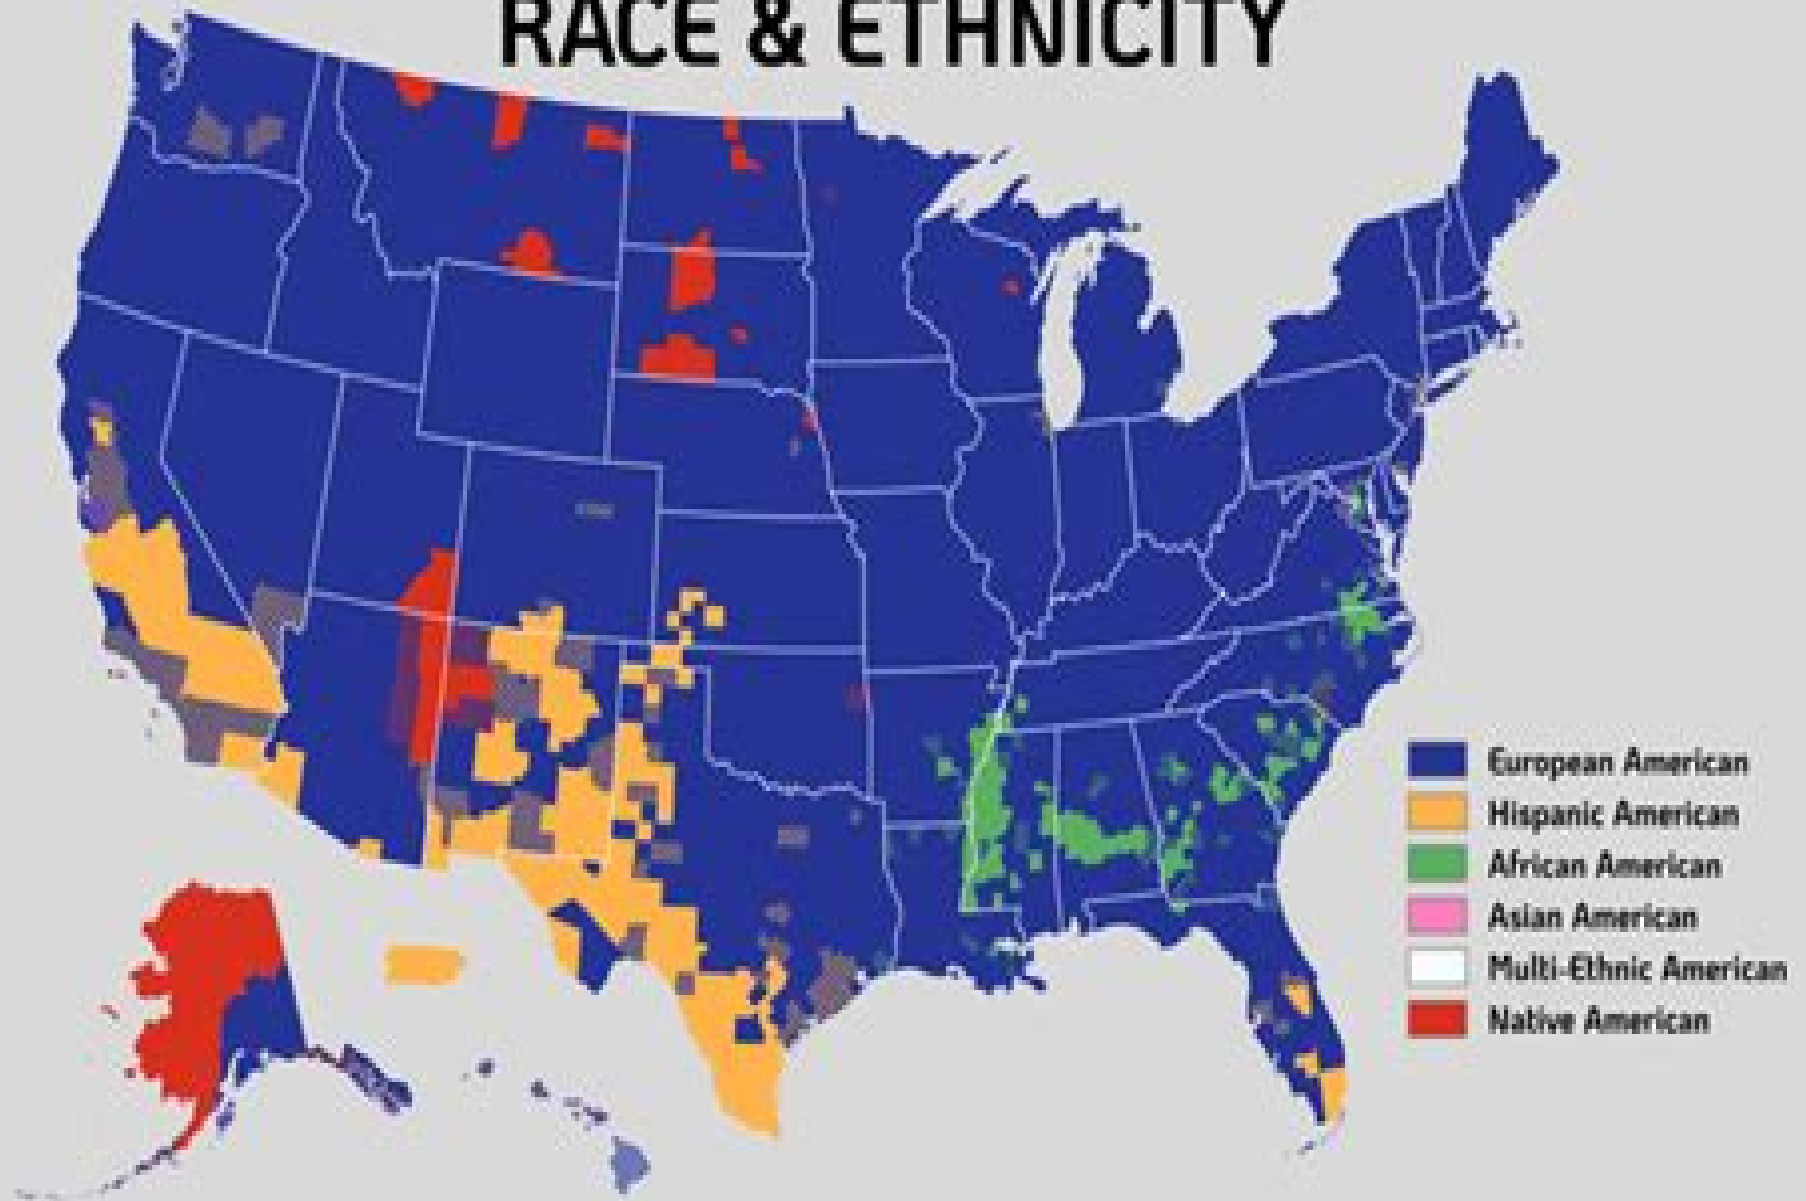 RACE & ETHNICITY
European American
Hispanic American
African American
Asian American
Multi-Ethnic American
Native American